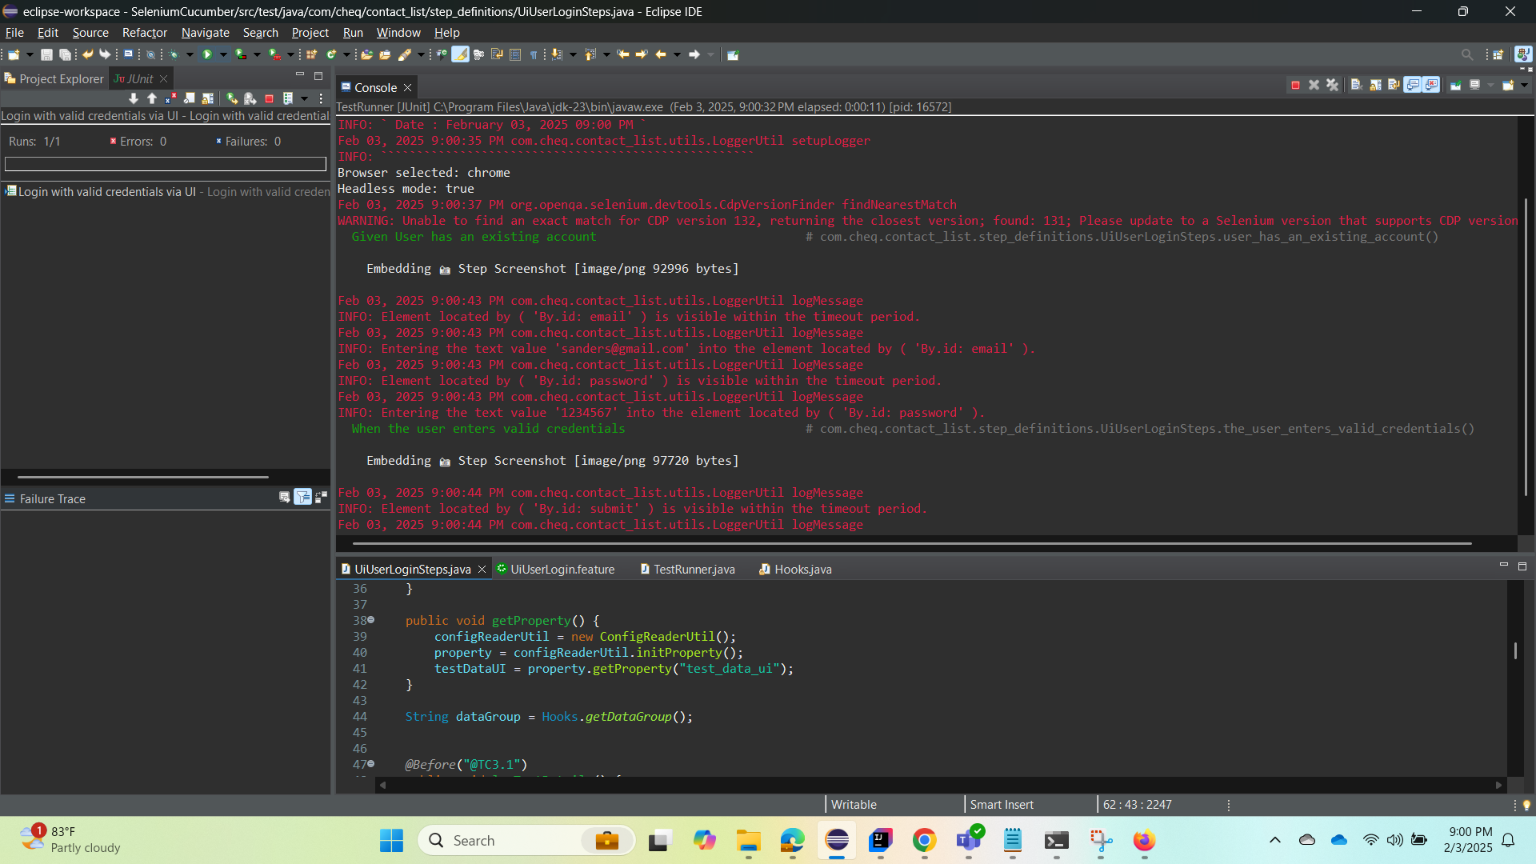 eclipse-workspace - SeleniumCucumber/src/test/java/com/cheq/contact_list/step_definitions/UiUserLoginSteps.java - Eclipse IDE
File Edit Source Refactor Navigate Search Project Run Window Help
Project Explorer JUnit
Console
TestRunner [JUnit] C:\Program Files\Java\jdk-23\bin\javaw.exe (Feb 3, 2025, 9:00:32 PM elapsed: 0:00:11) [pid: 16572]
Login with valid credentials via UI - Login with valid credential
Runs: 1/1 Errors: 0 Failures: 0
Login with valid credentials via UI - Login with valid creden
Failure Trace
INFO: ` Date : February 03, 2025 09:00 PM `
Feb 03, 2025 9:00:35 PM com.cheq.contact_list.utils.LoggerUtil setupLogger
INFO: ````````````````````````````````````````````````````
Browser selected: chrome
Headless mode: true
Feb 03, 2025 9:00:37 PM org.openqa.selenium.devtools.CdpVersionFinder findNearestMatch
WARNING: Unable to find an exact match for CDP version 132, returning the closest version; found: 131; Please update to a Selenium version that supports CDP version
Given User has an existing account # com.cheq.contact_list.step_definitions.UiUserLoginSteps.user_has_an_existing_account()
Embedding 📷 Step Screenshot [image/png 92996 bytes]
Feb 03, 2025 9:00:43 PM com.cheq.contact_list.utils.LoggerUtil logMessage
INFO: Element located by ( 'By.id: email' ) is visible within the timeout period.
Feb 03, 2025 9:00:43 PM com.cheq.contact_list.utils.LoggerUtil logMessage
INFO: Entering the text value 'sanders@gmail.com' into the element located by ( 'By.id: email' ).
Feb 03, 2025 9:00:43 PM com.cheq.contact_list.utils.LoggerUtil logMessage
INFO: Element located by ( 'By.id: password' ) is visible within the timeout period.
Feb 03, 2025 9:00:43 PM com.cheq.contact_list.utils.LoggerUtil logMessage
INFO: Entering the text value '1234567' into the element located by ( 'By.id: password' ).
When the user enters valid credentials # com.cheq.contact_list.step_definitions.UiUserLoginSteps.the_user_enters_valid_credentials()
Embedding 📷 Step Screenshot [image/png 97720 bytes]
Feb 03, 2025 9:00:44 PM com.cheq.contact_list.utils.LoggerUtil logMessage
INFO: Element located by ( 'By.id: submit' ) is visible within the timeout period.
Feb 03, 2025 9:00:44 PM com.cheq.contact_list.utils.LoggerUtil logMessage
UiUserLoginSteps.java UiUserLogin.feature TestRunner.java Hooks.java
36 }
37
38 public void getProperty() {
39 configReaderUtil = new ConfigReaderUtil();
40 property = configReaderUtil.initProperty();
41 testDataUI = property.getProperty("test_data_ui");
42 }
43
44 String dataGroup = Hooks.getDataGroup();
45
46
47 @Before("@TC3.1")
Writable Smart Insert 62 : 43 : 2247
1 83°F
Partly cloudy
Search
9:00 PM
2/3/2025